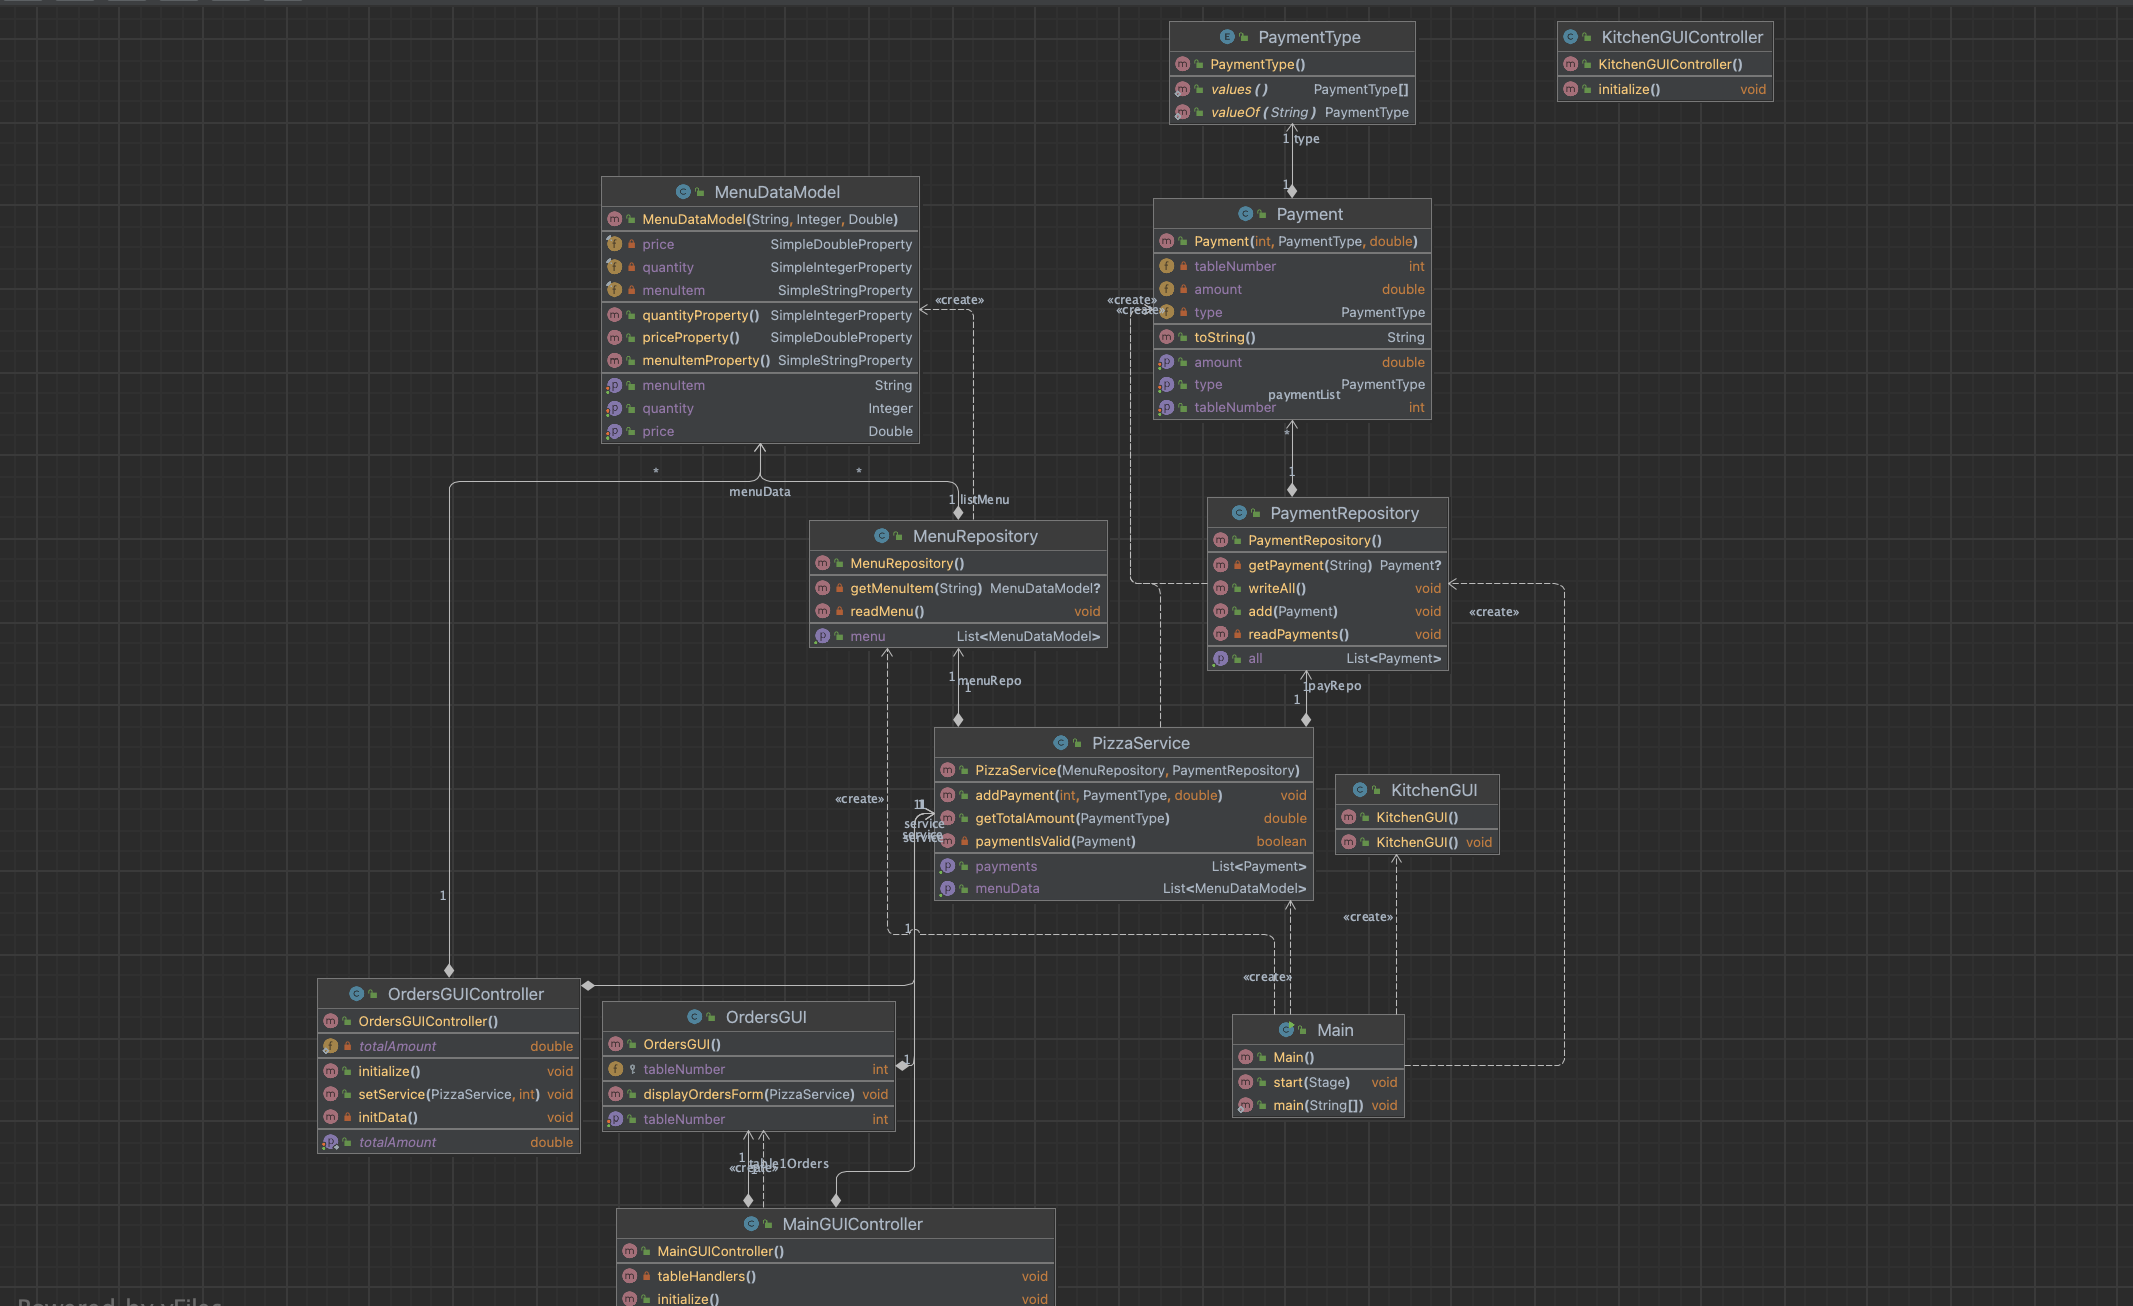 PaymentType
PaymentType()
values () PaymentType[]
valueOf (String) PaymentType
KitchenGUIController
KitchenGUIController()
initialize() void
1 type
1
MenuDataModel
MenuDataModel(String, Integer, Double)
price SimpleDoubleProperty
quantity SimpleIntegerProperty
menuItem SimpleStringProperty
quantityProperty() SimpleIntegerProperty
priceProperty() SimpleDoubleProperty
menuItemProperty() SimpleStringProperty
menuItem String
quantity Integer
price Double
«create»
Payment
Payment(int, PaymentType, double)
tableNumber int
amount double
type PaymentType
toString() String
amount double
type PaymentType
paymentList
tableNumber int
«create»
«create»
*
1
* *
menuData
1 listMenu
MenuRepository
MenuRepository()
getMenuItem(String) MenuDataModel?
readMenu() void
menu List<MenuDataModel>
PaymentRepository
PaymentRepository()
getPayment(String) Payment?
writeAll() void
add(Payment) void
readPayments() void
all List<Payment>
«create»
1 menuRepo
1
1 payRepo
1
PizzaService
PizzaService(MenuRepository, PaymentRepository)
addPayment(int, PaymentType, double) void
getTotalAmount(PaymentType) double
paymentIsValid(Payment) boolean
payments List<Payment>
menuData List<MenuDataModel>
«create»
11
service
service
KitchenGUI
KitchenGUI()
KitchenGUI() void
«create»
1
1
«create»
OrdersGUIController
OrdersGUIController()
totalAmount double
initialize() void
setService(PizzaService, int) void
initData() void
totalAmount double
OrdersGUI
OrdersGUI()
tableNumber int
displayOrdersForm(PizzaService) void
tableNumber int
1
Main
Main()
start(Stage) void
main(String[]) void
1
«create»
table1Orders
MainGUIController
MainGUIController()
tableHandlers() void
initialize() void
Powered by yFiles